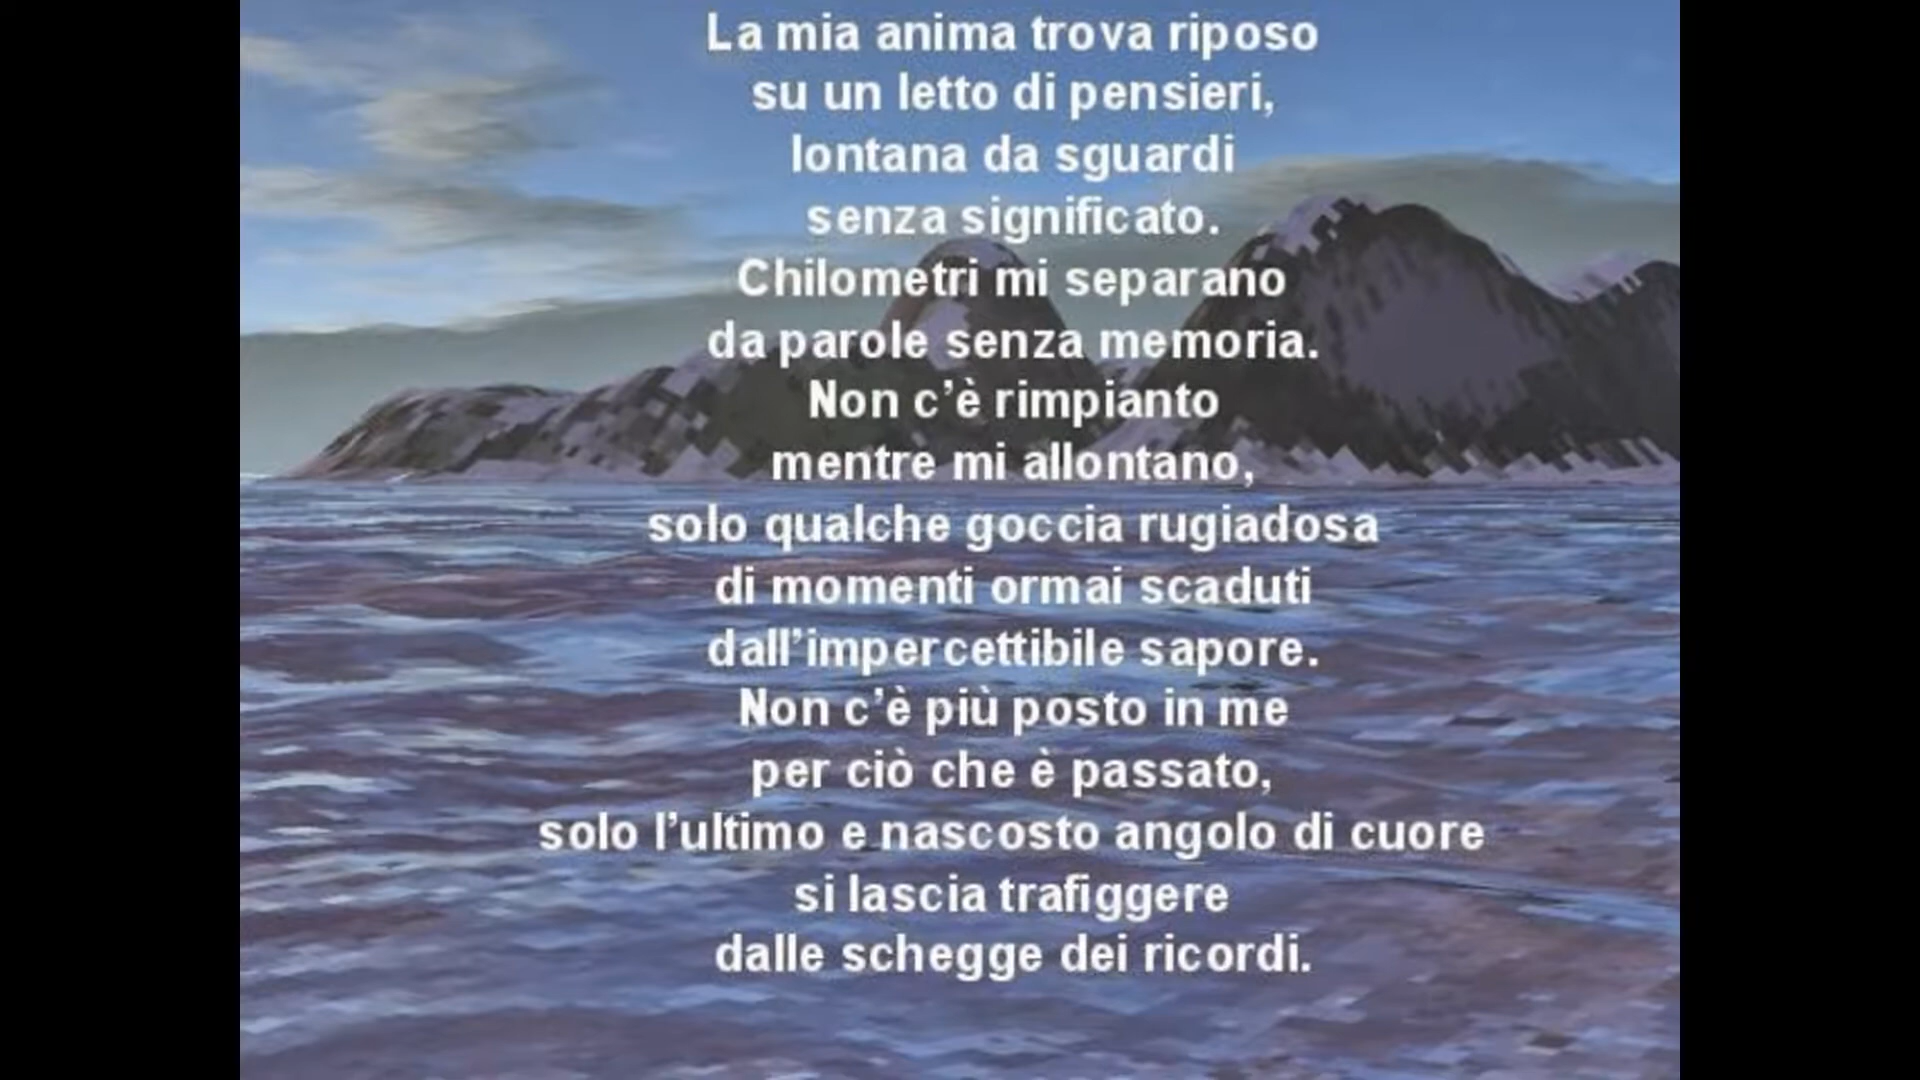 La mia anima trova riposo
su un letto di pensieri,
lontana da sguardi
senza significato.
Chilometri mi separano
da parole senza memoria.
Non c’è rimpianto
mentre mi allontano,
solo qualche goccia rugiadosa
di momenti ormai scaduti
dall’impercettibile sapore.
Non c’è più posto in me
per ciò che è passato,
solo l’ultimo e nascosto angolo di cuore
si lascia trafiggere
dalle schegge dei ricordi.